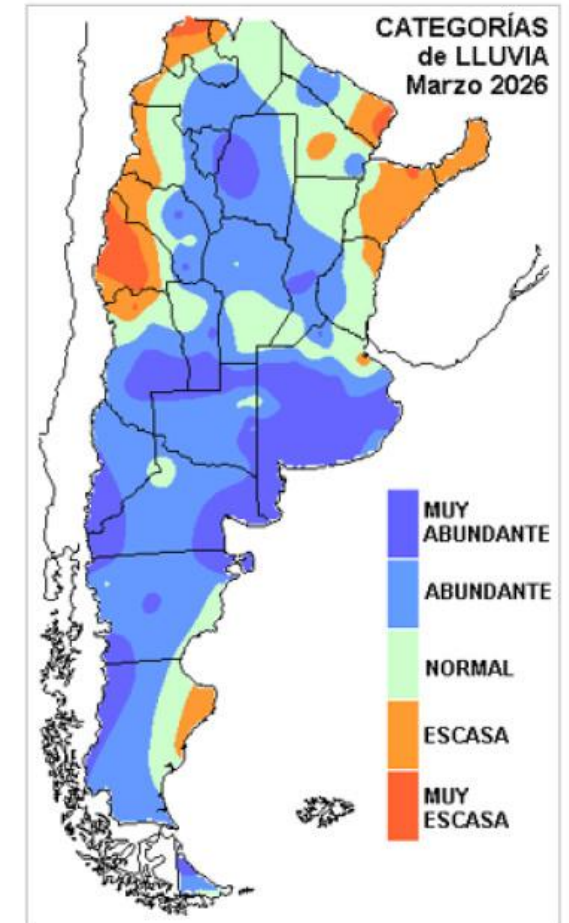 CATEGORÍAS
de LLUVIA
Marzo 2026
MUY
ABUNDANTE
ABUNDANTE
NORMAL
ESCASA
MUY
ESCASA